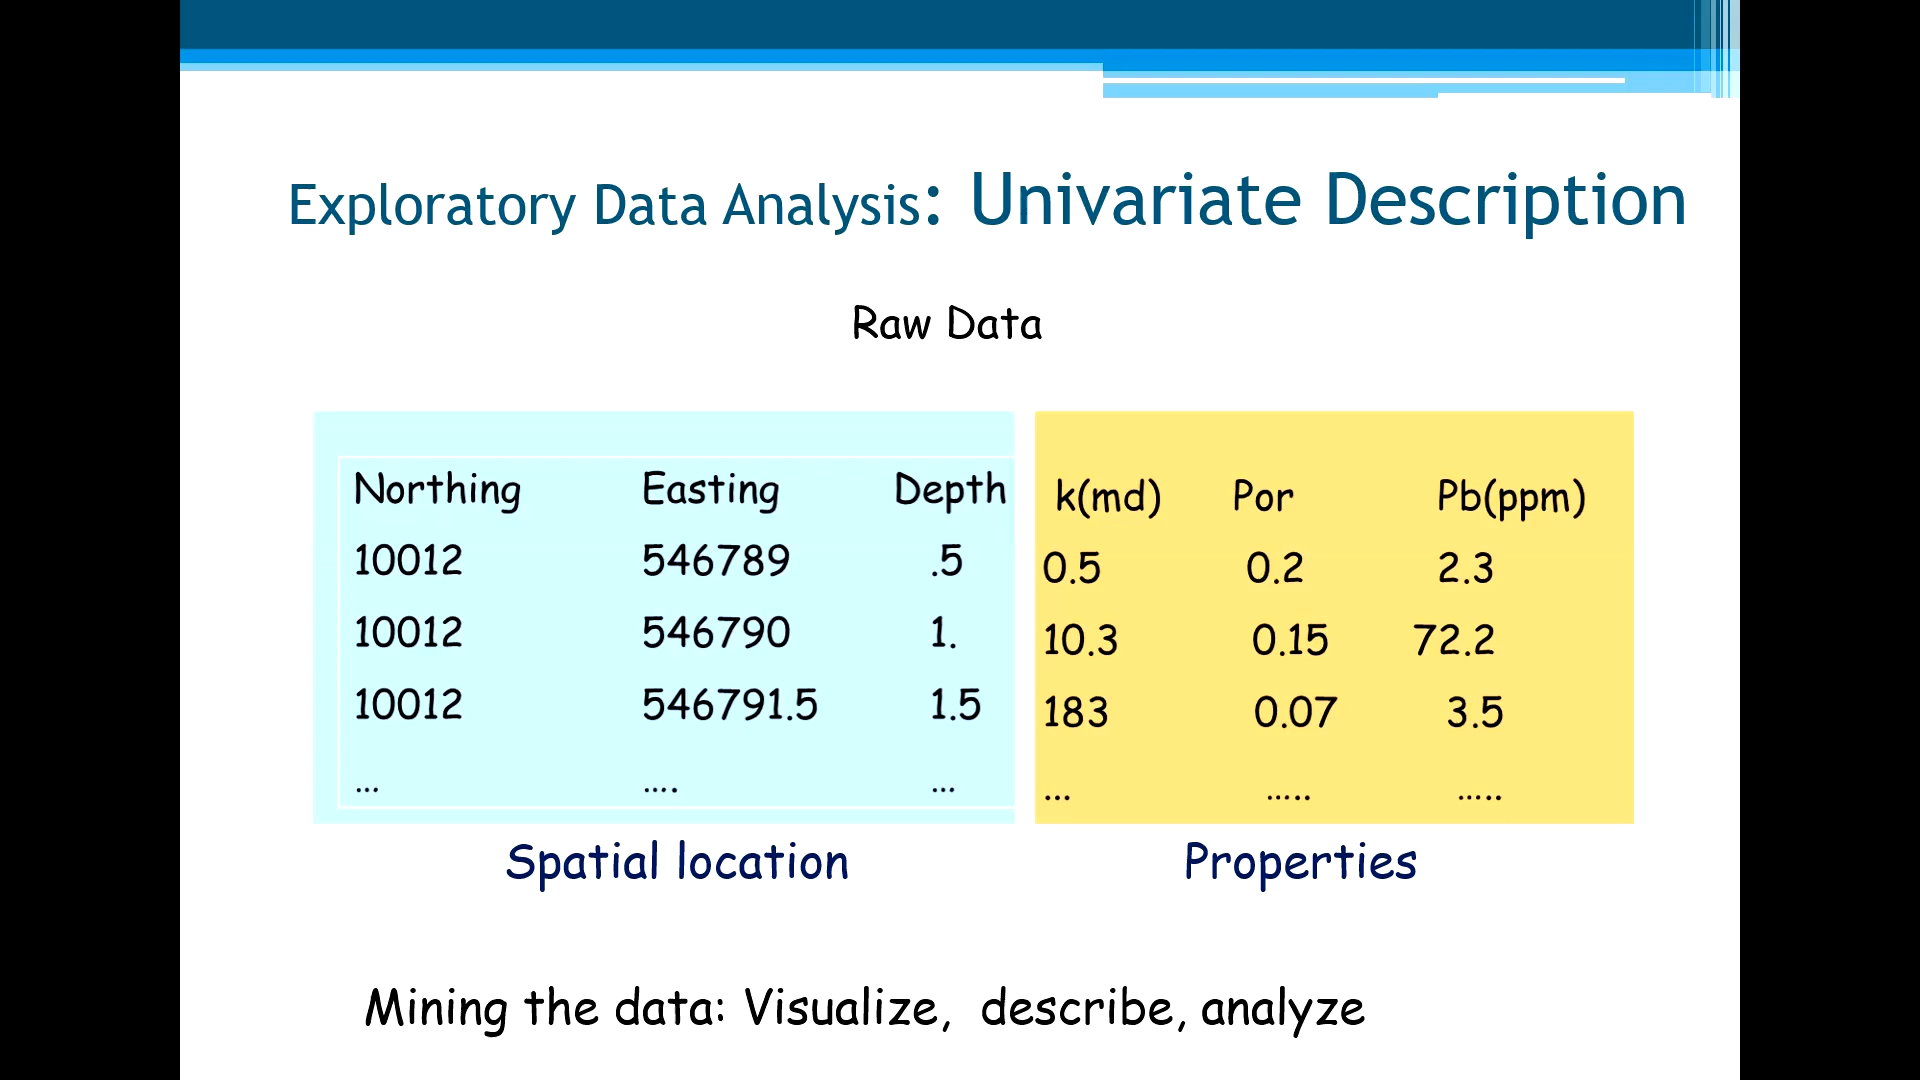 Exploratory Data Analysis: Univariate Description
Raw Data
Northing Easting Depth k(md) Por Pb(ppm)
10012 546789 .5 0.5 0.2 2.3
10012 546790 1. 10.3 0.15 72.2
10012 546791.5 1.5 183 0.07 3.5
... .... ... ... ..... .....
Spatial location Properties
Mining the data: Visualize, describe, analyze